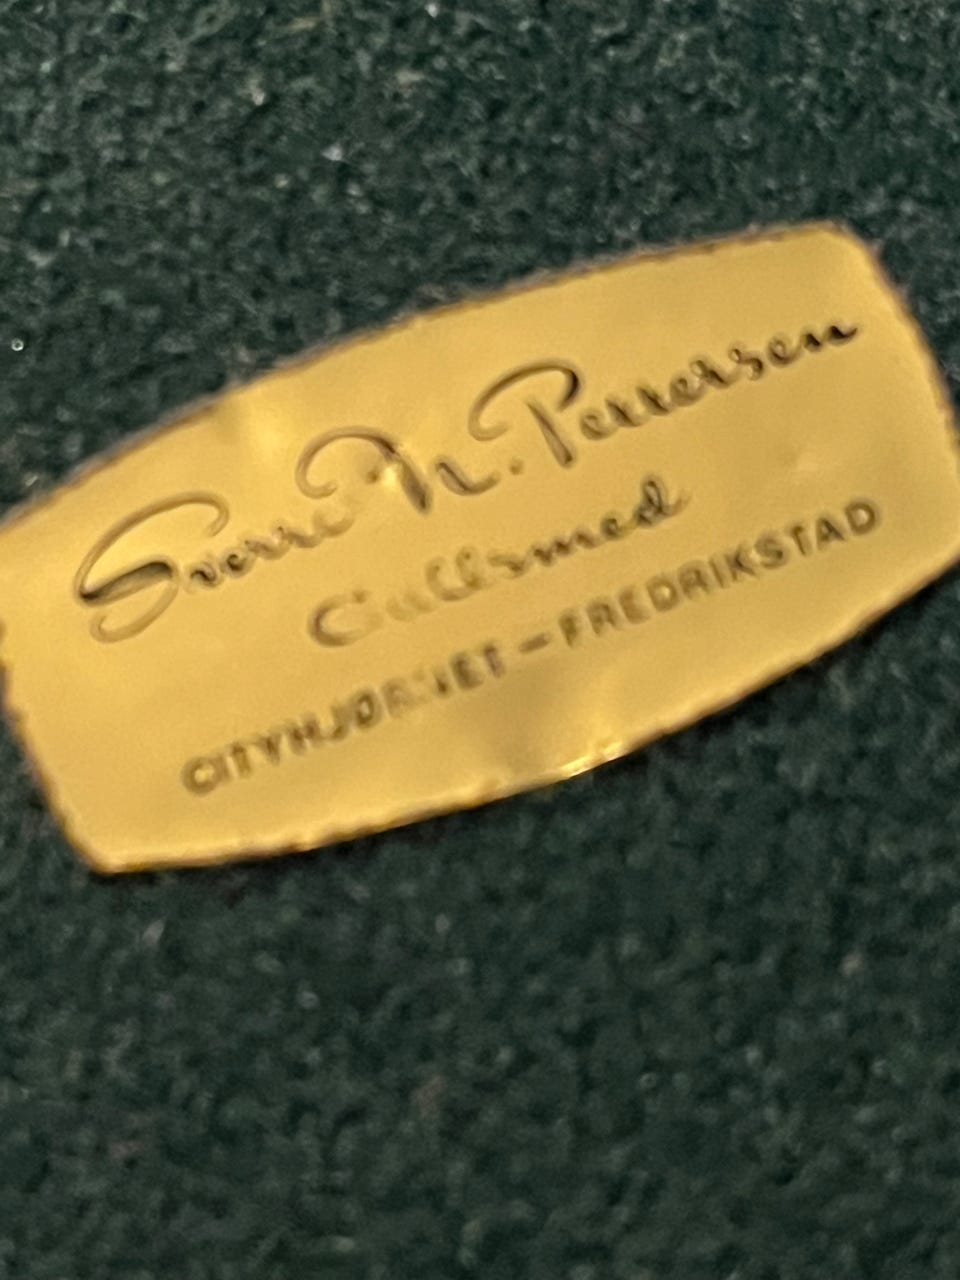 Sverre N. Pettersen
Gullsmed
CITYHJØRNET - FREDRIKSTAD